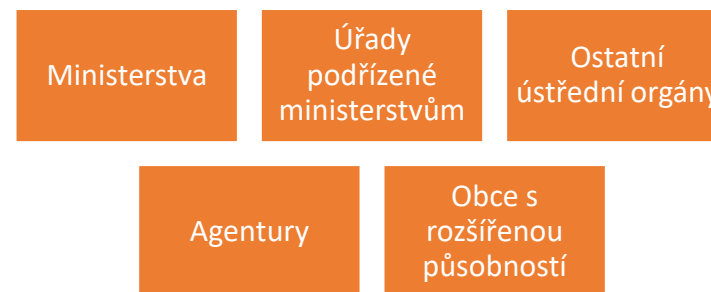 Ministerstva
Úřady
podřízené
ministerstvům
Ostatní
ústřední orgány
Agentury
Obce s
rozšířenou
působností